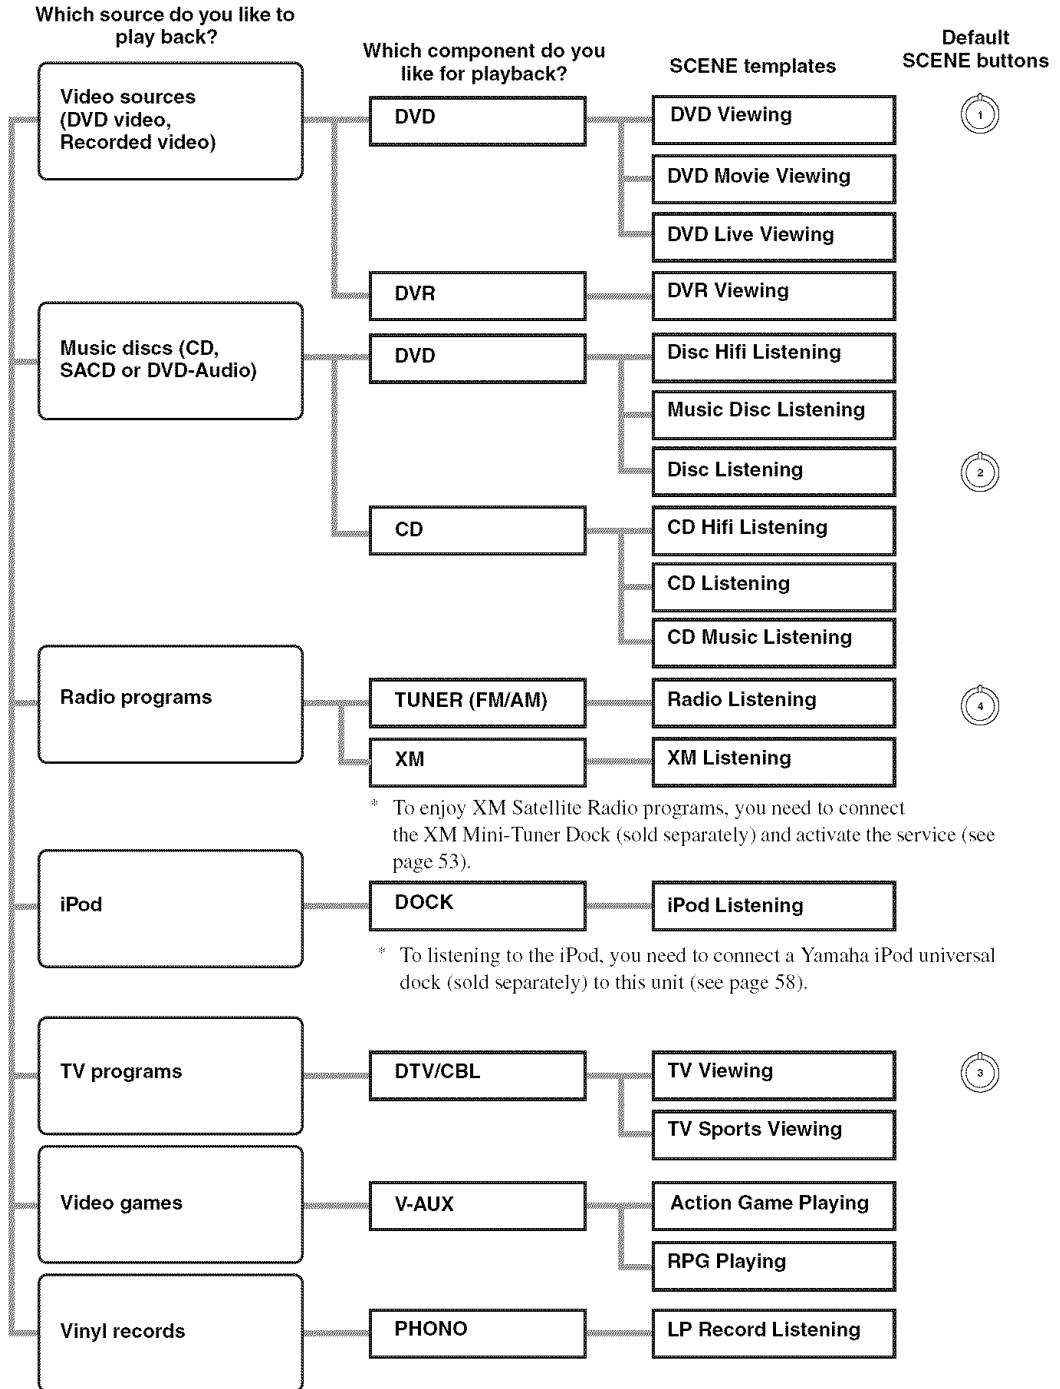 Which source do you like to
play back?
Which component do you
like for playback?
SCENE templates
Default
SCENE buttons
Video sources
(DVD video,
Recorded video)
DVD
DVD Viewing
1
DVD Movie Viewing
DVD Live Viewing
DVR
DVR Viewing
Music discs (CD,
SACD or DVD-Audio)
DVD
Disc Hifi Listening
Music Disc Listening
Disc Listening
2
CD
CD Hifi Listening
CD Listening
CD Music Listening
Radio programs
TUNER (FM/AM)
Radio Listening
4
XM
XM Listening
* To enjoy XM Satellite Radio programs, you need to connect
the XM Mini-Tuner Dock (sold separately) and activate the service (see
page 53).
iPod
DOCK
iPod Listening
* To listening to the iPod, you need to connect a Yamaha iPod universal
dock (sold separately) to this unit (see page 58).
TV programs
DTV/CBL
TV Viewing
3
TV Sports Viewing
Video games
V-AUX
Action Game Playing
RPG Playing
Vinyl records
PHONO
LP Record Listening